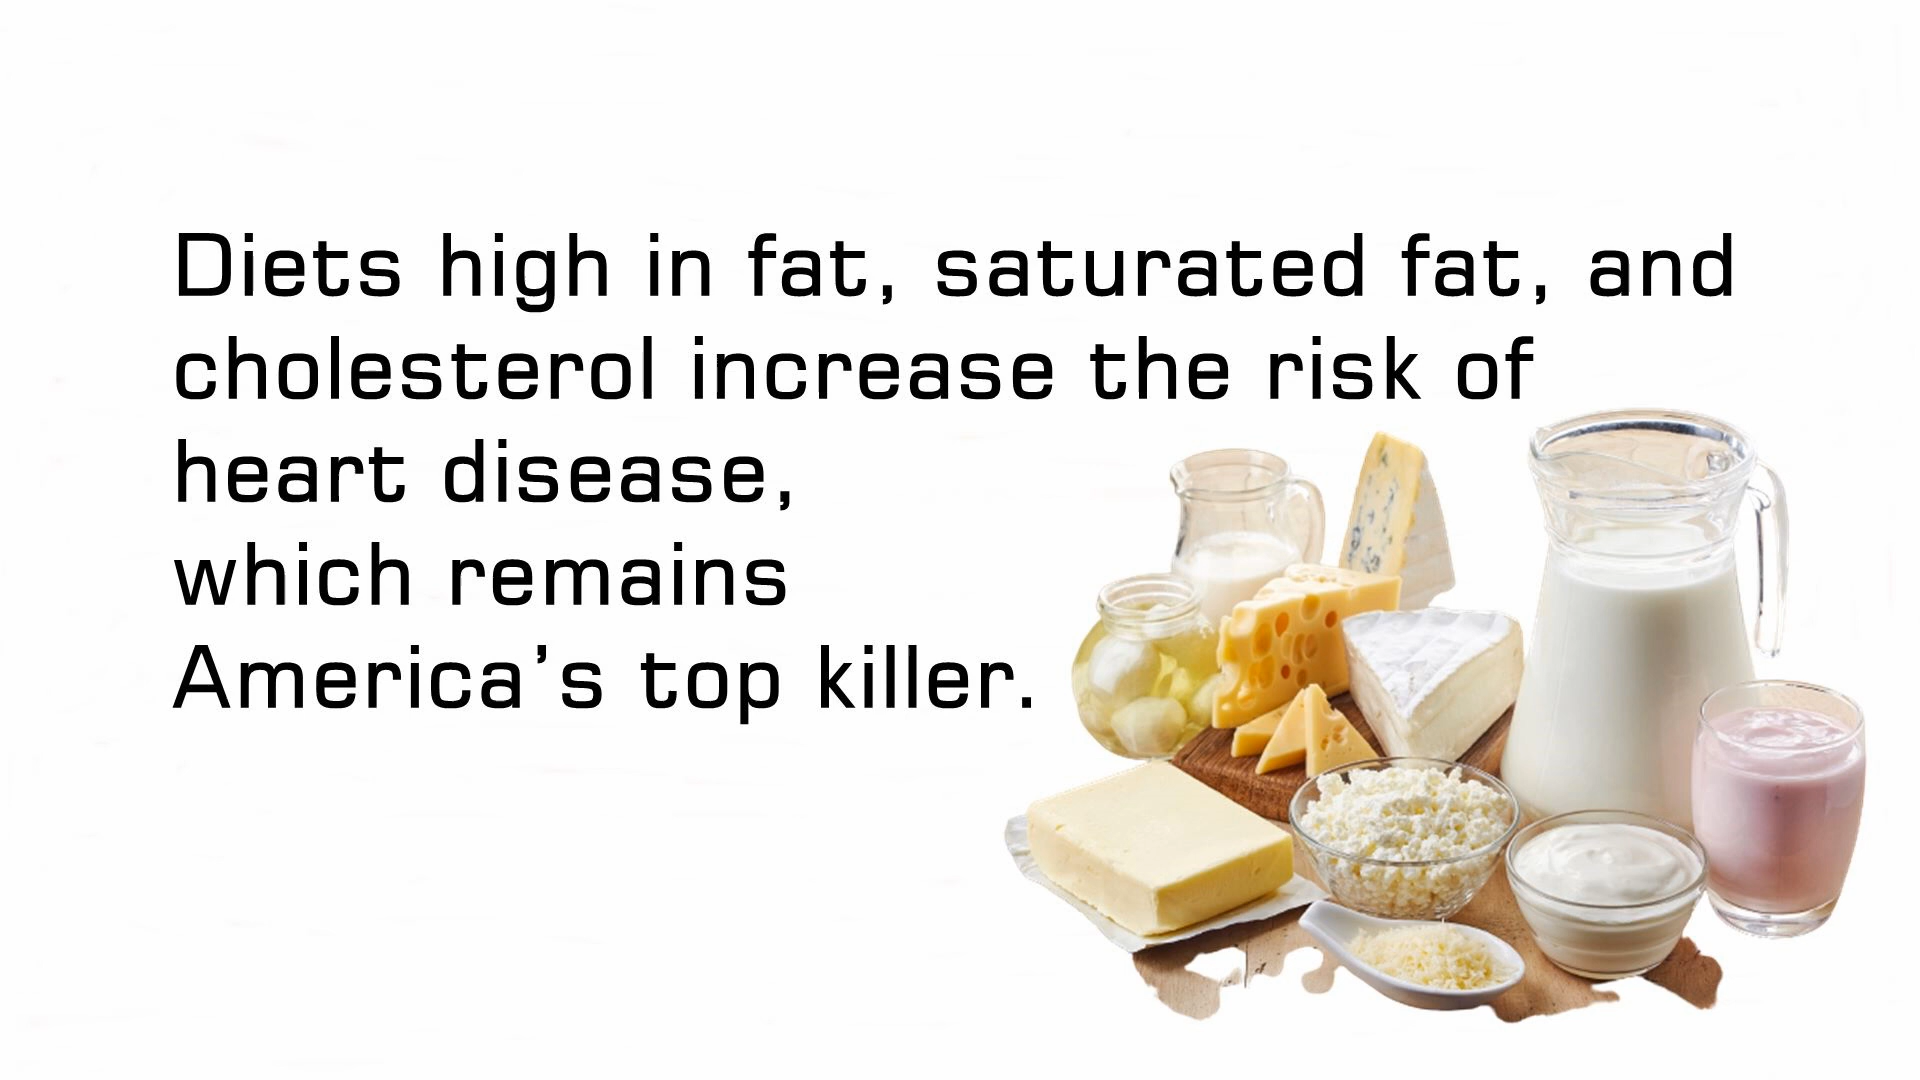 Diets high in fat, saturated fat, and
cholesterol increase the risk of
heart disease,
which remains
America’s top killer.